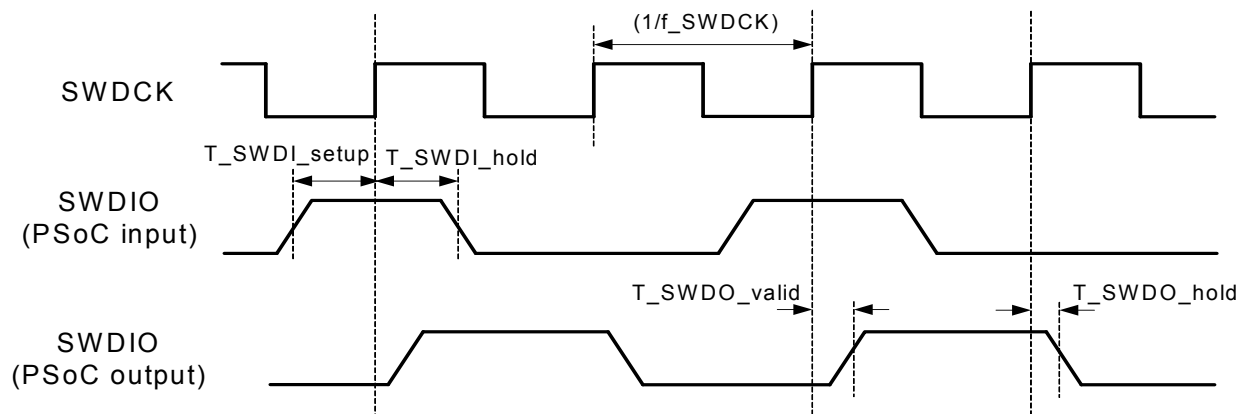 (1/f_SWDCK)
SWDCK
T_SWDI_setup
T_SWDI_hold
SWDIO
(PSoC input)
T_SWDO_valid
T_SWDO_hold
SWDIO
(PSoC output)